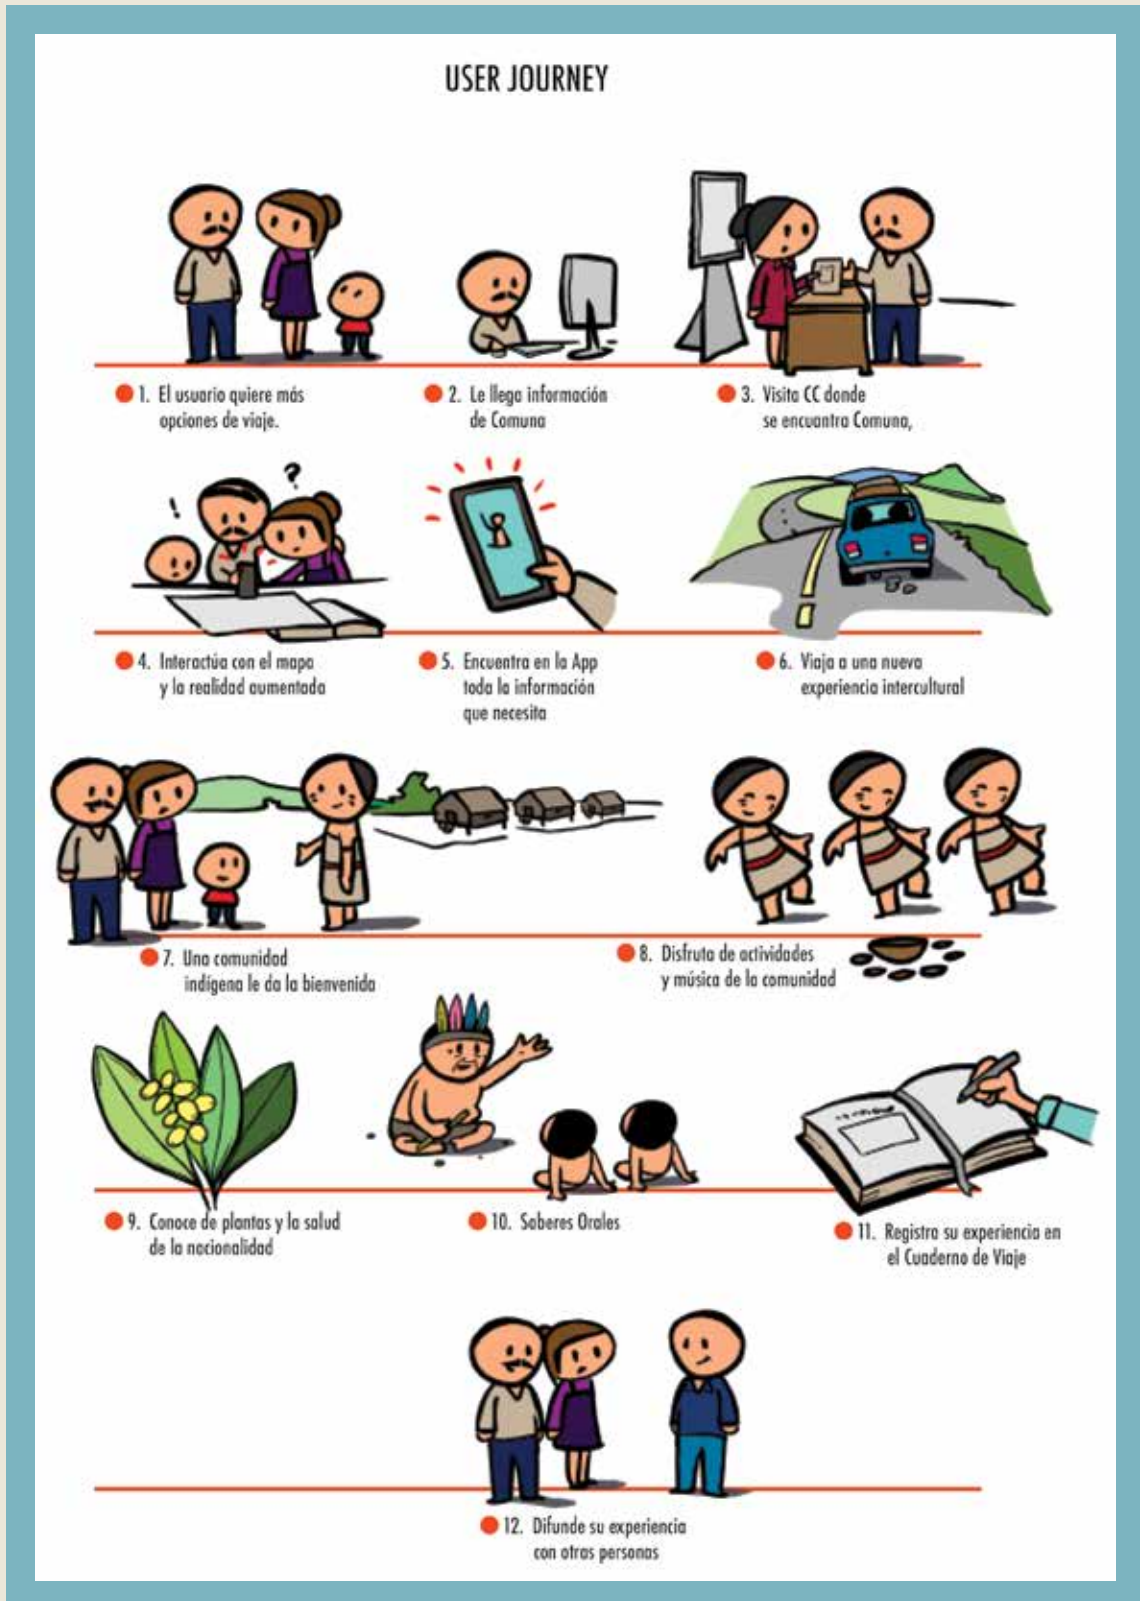 USER JOURNEY
1. El usuario quiere más
opciones de viaje.
2. Le llega información
de Comuna
3. Visita CC donde
se encuantra Comuna,
?
!
4. Interactúa con el mapa
y la realidad aumentada
5. Encuentra en la App
toda la información
que necesita
6. Viaja a una nueva
experiencia intercultural
7. Una comunidad
indígena le da la bienvenida
8. Disfruta de actividades
y música de la comunidad
9. Conoce de plantas y la salud
de la nacionalidad
10. Saberes Orales
11. Registra su experiencia en
el Cuaderno de Viaje
12. Difunde su experiencia
con otras personas